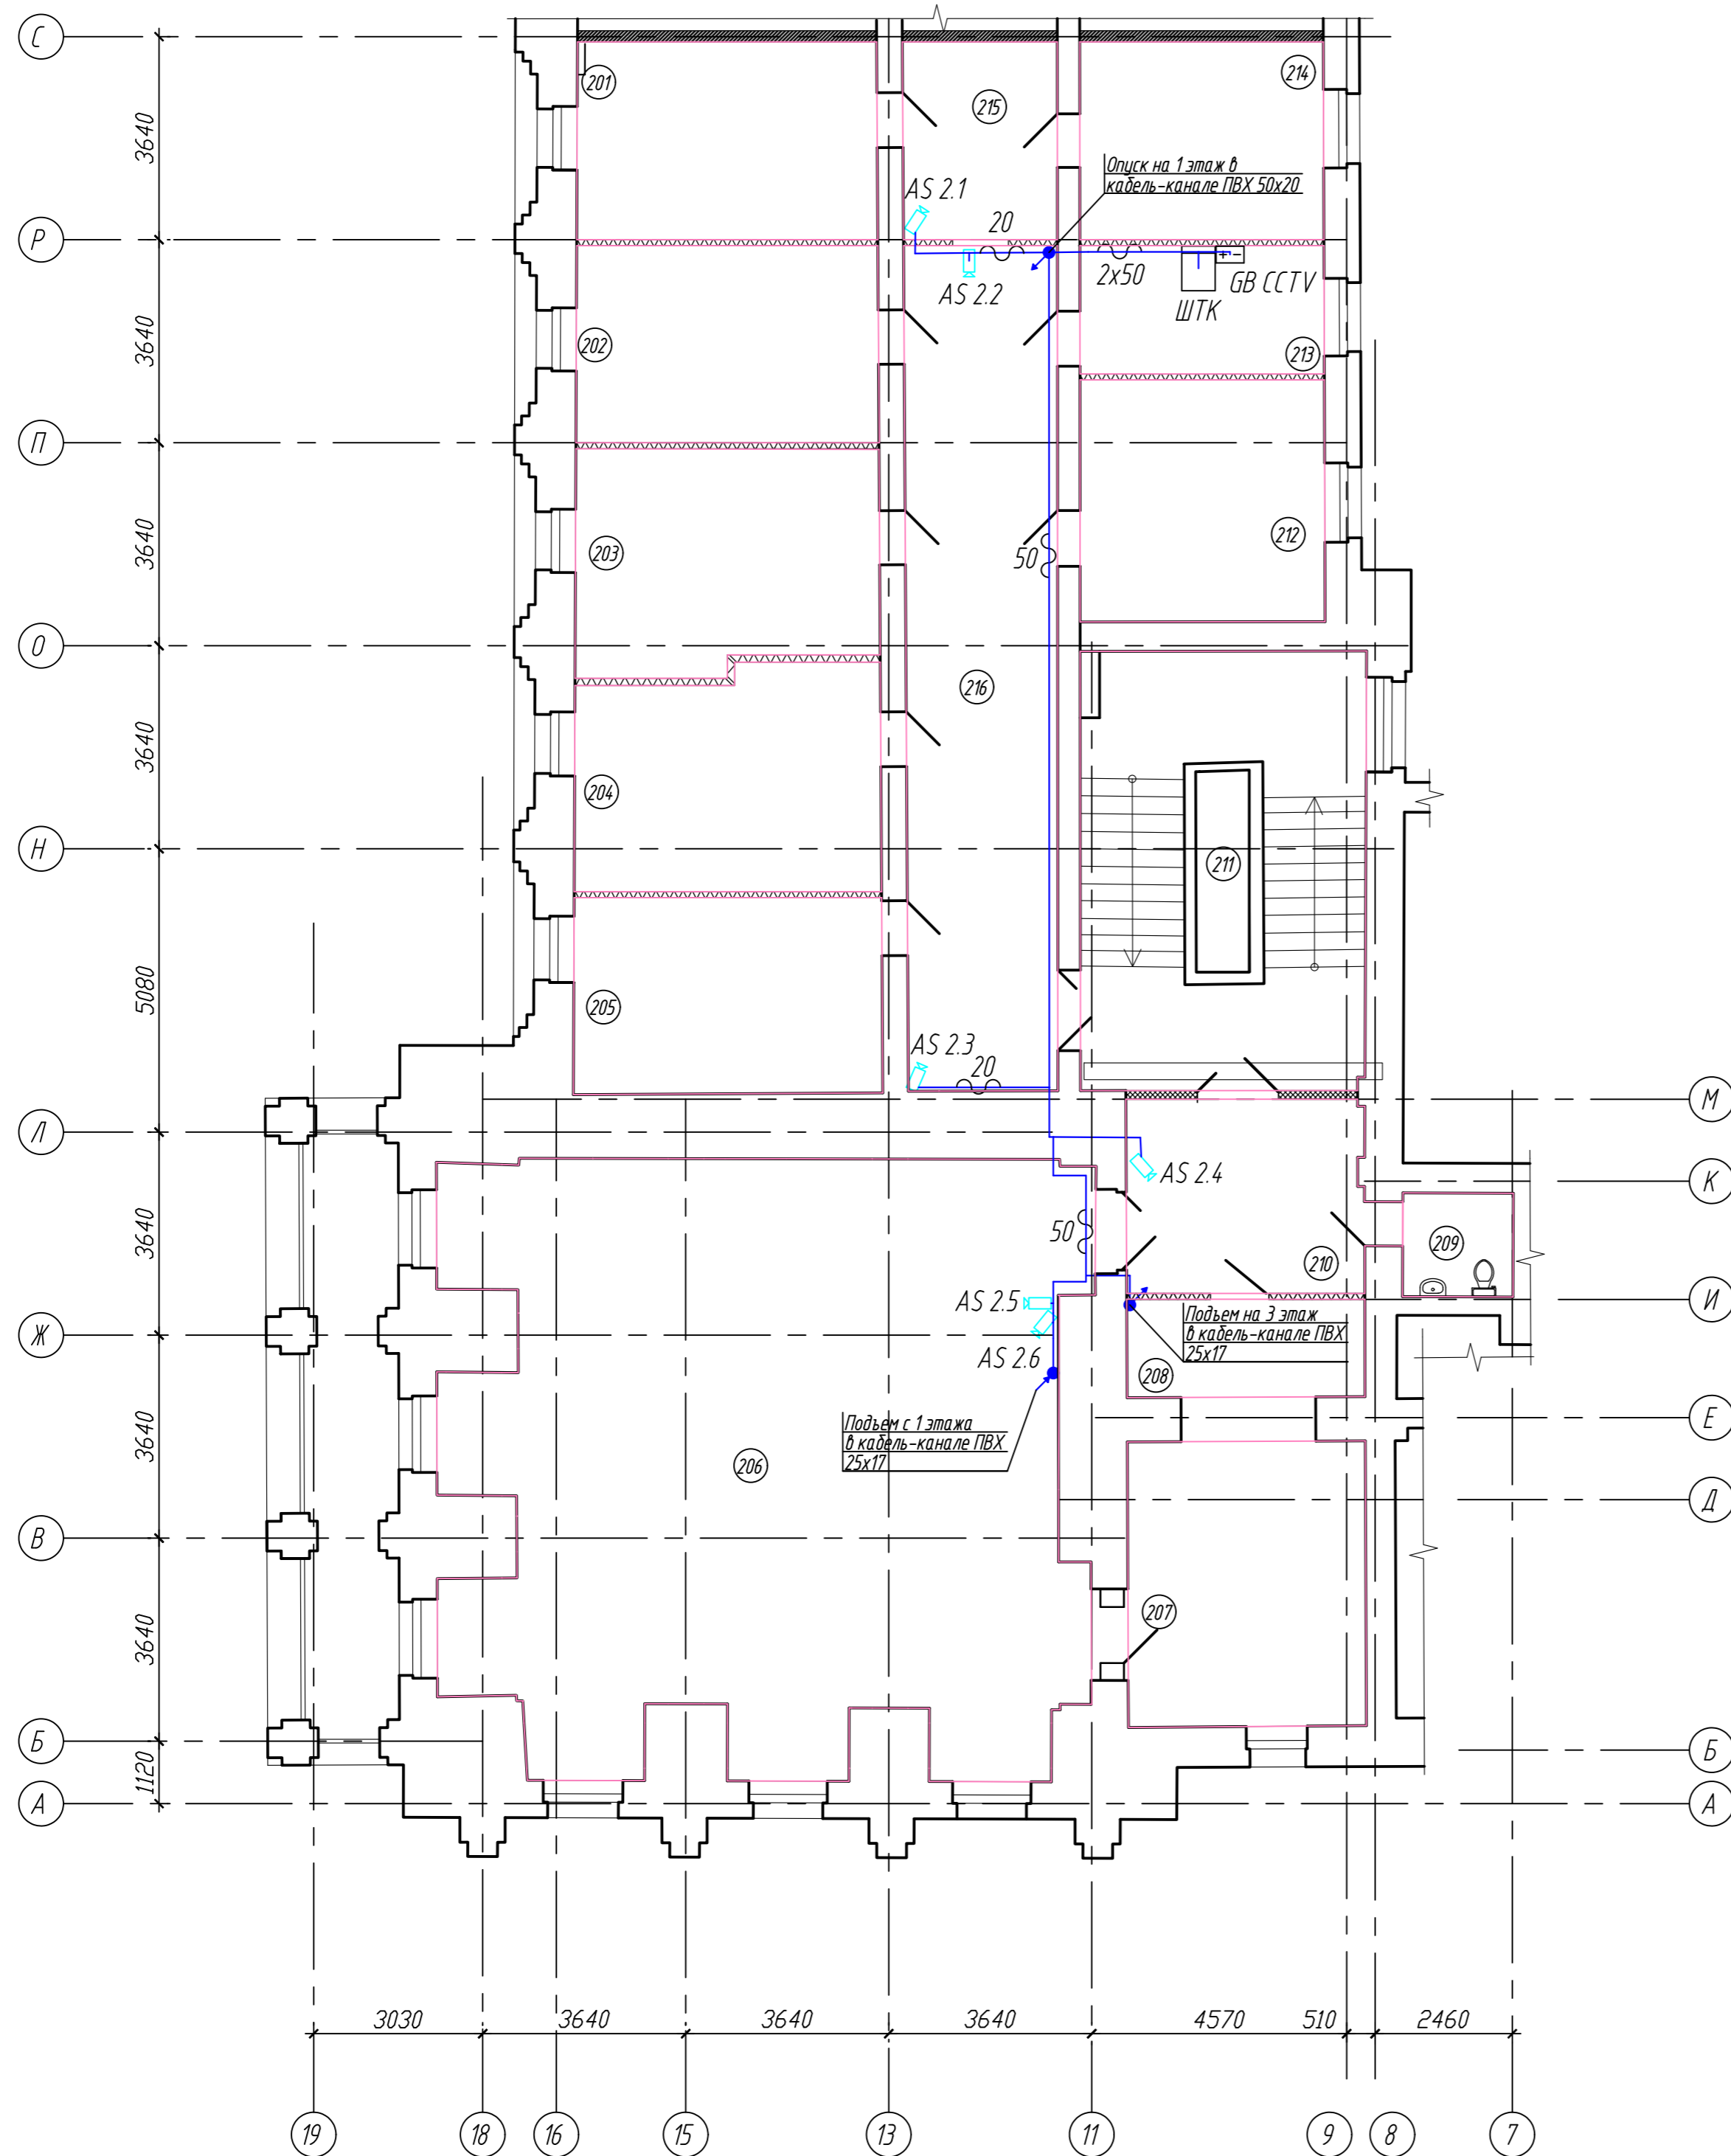 С
201
214
215
3640
Опуск на 1 этаж в
кабель-канале ПВХ 50х20
AS 2.1
20
Р
2х50
GB CCTV
AS 2.2
ШТК
3640
202
213
П
212
203
50
3640
О
216
3640
204
Н
211
5080
205
AS 2.3
20
М
Л
AS 2.4
К
3640
50
209
210
И
AS 2.5
Подъем на 3 этаж
в кабель-канале ПВХ
25х17
Ж
AS 2.6
208
Подъем с 1 этажа
в кабель-канале ПВХ
25х17
Е
3640
206
Д
В
207
3640
Б
Б
1120
А
А
3030
3640
3640
3640
4570
510
2460
19
18
16
15
13
11
9
8
7